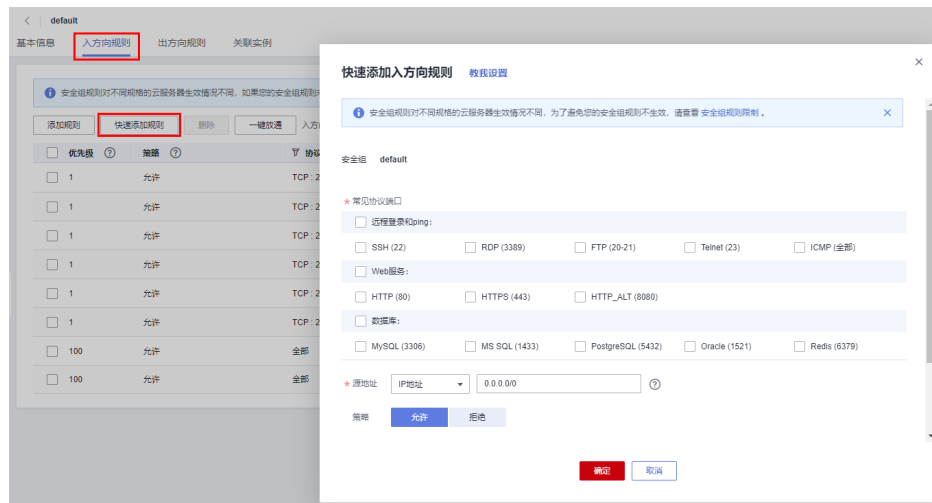 < default
基本信息 入方向规则 出方向规则 关联实例
安全组规则对不同规格的云服务器生效情况不同，如果您的安全组规则
添加规则 快速添加规则 删除 一键放通 入方
优先级 策略 协议
1 允许 TCP : 2
1 允许 TCP : 2
1 允许 TCP : 2
1 允许 TCP : 2
1 允许 TCP : 2
1 允许 TCP : 2
100 允许 全部
100 允许 全部
快速添加入方向规则 教我设置
安全组规则对不同规格的云服务器生效情况不同，为了避免您的安全组规则不生效，请查看 安全组规则限制 。
安全组 default
* 常见协议端口
远程登录和ping:
SSH (22) RDP (3389) FTP (20-21) Telnet (23) ICMP (全部)
Web服务:
HTTP (80) HTTPS (443) HTTP_ALT (8080)
数据库:
MySQL (3306) MS SQL (1433) PostgreSQL (5432) Oracle (1521) Redis (6379)
* 源地址 IP地址 0.0.0.0/0
策略 允许 拒绝
确定 取消